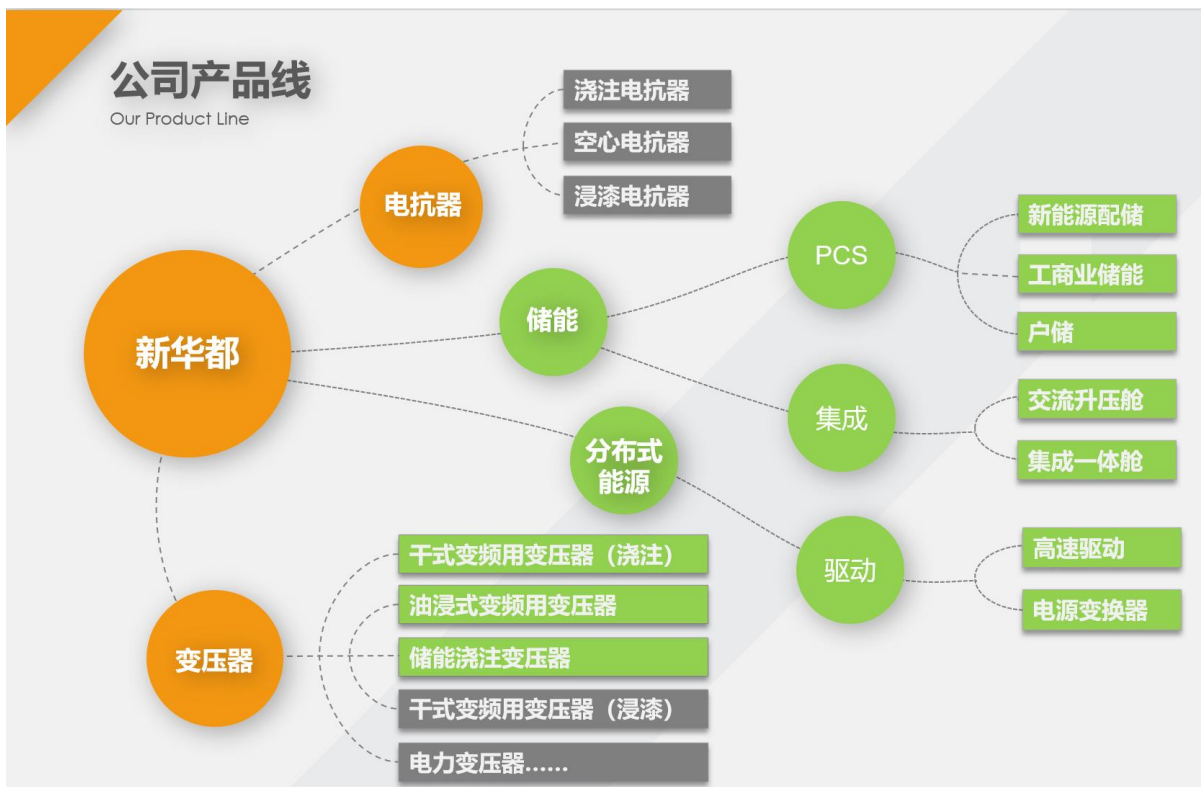 公司产品线
Our Product Line
浇注电抗器
空心电抗器
浸漆电抗器
电抗器
新华都
储能
PCS
新能源配储
工商业储能
户储
集成
交流升压舱
集成一体舱
分布式
能源
驱动
高速驱动
电源变换器
变压器
干式变频用变压器（浇注）
油浸式变频用变压器
储能浇注变压器
干式变频用变压器（浸漆）
电力变压器……